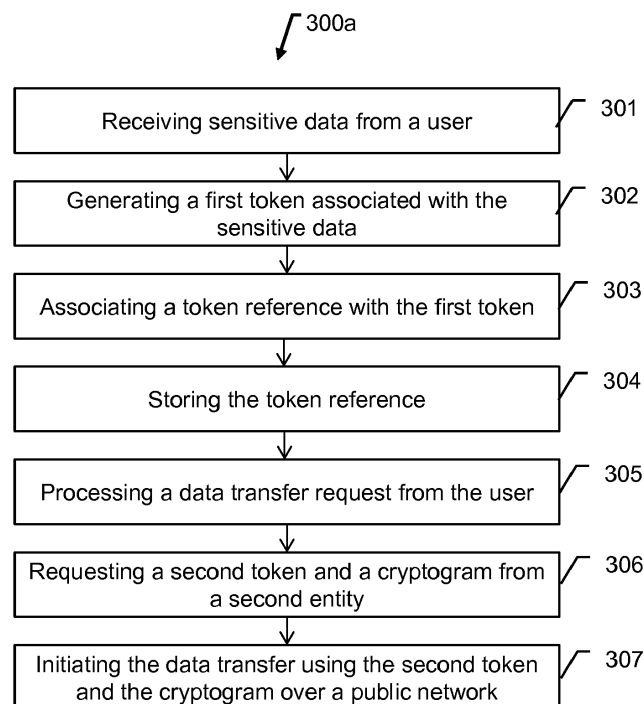 300a
Receiving sensitive data from a user
301
Generating a first token associated with the
sensitive data
302
Associating a token reference with the first token
303
Storing the token reference
304
Processing a data transfer request from the user
305
Requesting a second token and a cryptogram from
a second entity
306
Initiating the data transfer using the second token
and the cryptogram over a public network
307